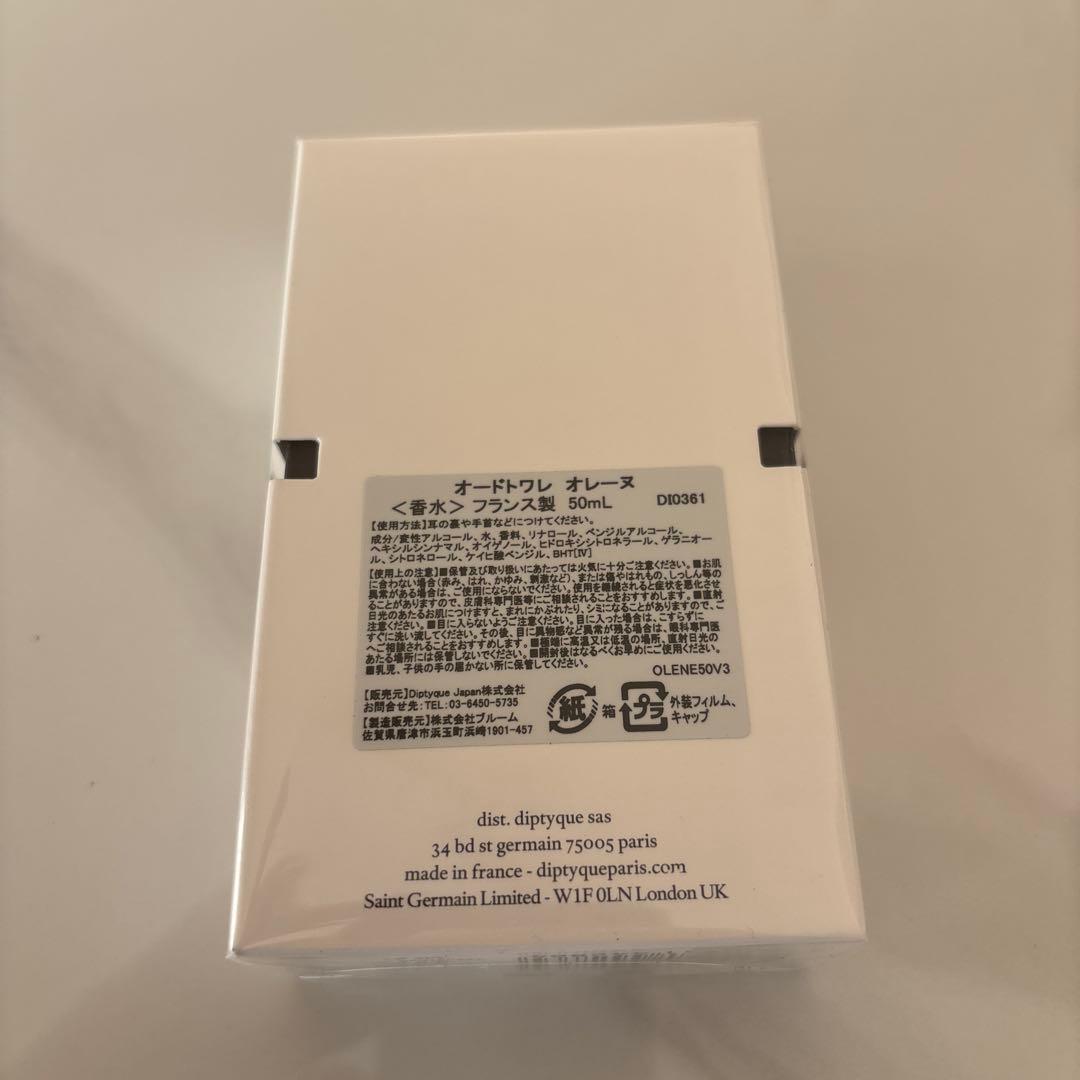 オードトワレ オレーヌ
<香水> フランス製 50mL DI0361
【使用方法】耳の裏や手首などにつけてください。
成分/変性アルコール、水、香料、リナロール、ベンジルアルコール、
ヘキシルシンナマル、オイゲノール、ヒドロキシシトロネラール、ゲラニオー
ル、シトロネロール、ケイヒ酸ベンジル、BHT[Ⅳ]
【使用上の注意】■保管及び取り扱いにあたっては火気に十分ご注意ください。■お肌
に合わない場合(赤み、はれ、かゆみ、刺激など)、または傷やはれもの、しっしん等の
異常がある場合は、ご使用にならないでください。使用を継続されると症状を悪化させ
ることがありますので、皮膚科専門医等にご相談されることをおすすめします。■直射
日光のあたるお肌につけますと、まれにかぶれたり、シミになることがありますので、ご
注意ください。■目に入らないようご注意ください。目に入った場合は、こすらずに
すぐに洗い流してください。その後、目に異物感など異常が残る場合は、眼科専門医
へご相談されることをおすすめします。■極端に高温又は低温の場所、直射日光の
あたる場所には保管しないでください。■開封後はなるべくお早めにご使用ください。
■乳児、子供の手の届かない所に保管してください。
OLENE50V3
【販売元】Diptyque Japan株式会社
お問合せ先:TEL:03-6450-5735
【製造販売元】株式会社ブルーム
佐賀県唐津市浜玉町浜崎1901-457
紙 箱 プラ 外装フィルム、
キャップ
dist. diptyque sas
34 bd st germain 75005 paris
made in france - diptyqueparis.com
Saint Germain Limited - W1F 0LN London UK